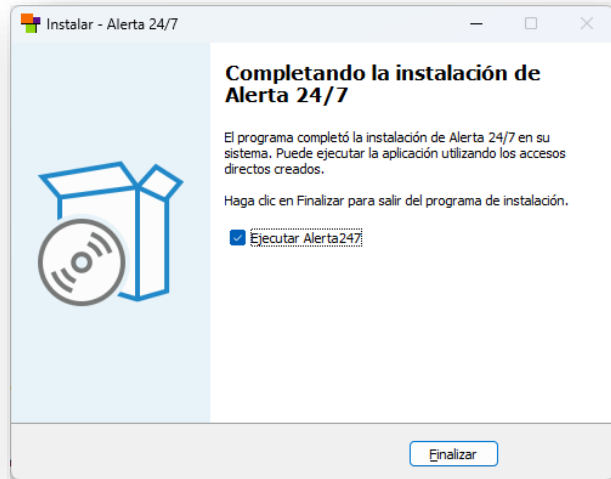 Instalar - Alerta 24/7
Completando la instalación de
Alerta 24/7
El programa completó la instalación de Alerta 24/7 en su
sistema. Puede ejecutar la aplicación utilizando los accesos
directos creados.
Haga clic en Finalizar para salir del programa de instalación.
Ejecutar Alerta247
Finalizar